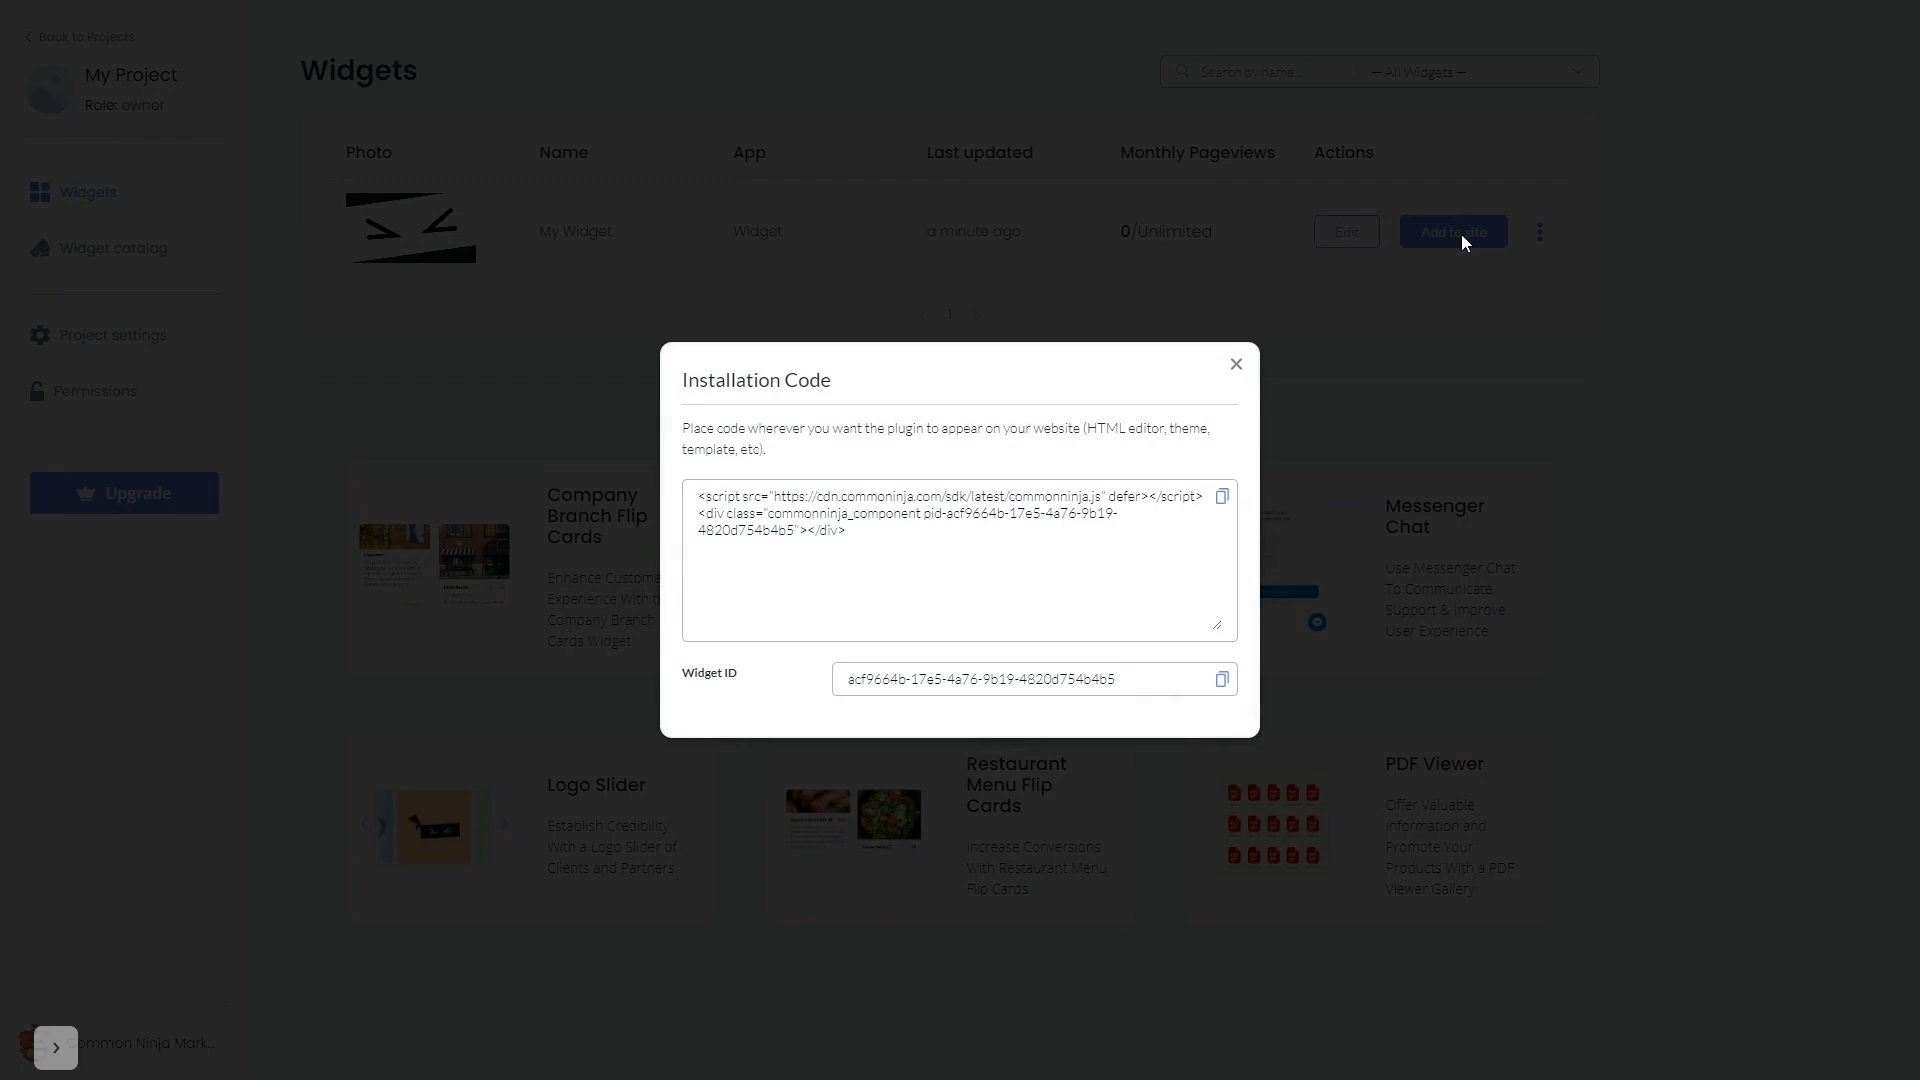 Back to Projects
My Project
Role: owner
Widgets
Widget catalog
Project settings
Permissions
Upgrade
Common Ninja Mark...
Widgets
Search by name...
— All Widgets —
Photo
Name
App
Last updated
Monthly Pageviews
Actions
My Widget
Widget
a minute ago
0/Unlimited
Edit
Add to site
1
Installation Code
Place code wherever you want the plugin to appear on your website (HTML editor, theme,
template, etc).
<script src="https://cdn.commoninja.com/sdk/latest/commonninja.js" defer></script>
<div class="commonninja_component pid-acf9664b-17e5-4a76-9b19-
4820d754b4b5"></div>
Widget ID
acf9664b-17e5-4a76-9b19-4820d754b4b5
Company
Branch Flip
Cards
Enhance Custome
Experience With
Company Branch
Cards Widget
Messenger
Chat
Use Messenger Chat
To Communicate,
Support & Improve
User Experience
Logo Slider
Establish Credibility
With a Logo Slider of
Clients and Partners
Restaurant
Menu Flip
Cards
Increase Conversions
With Restaurant Menu
Flip Cards
PDF Viewer
Offer Valuable
Information and
Promote Your
Products With a PDF
Viewer Gallery